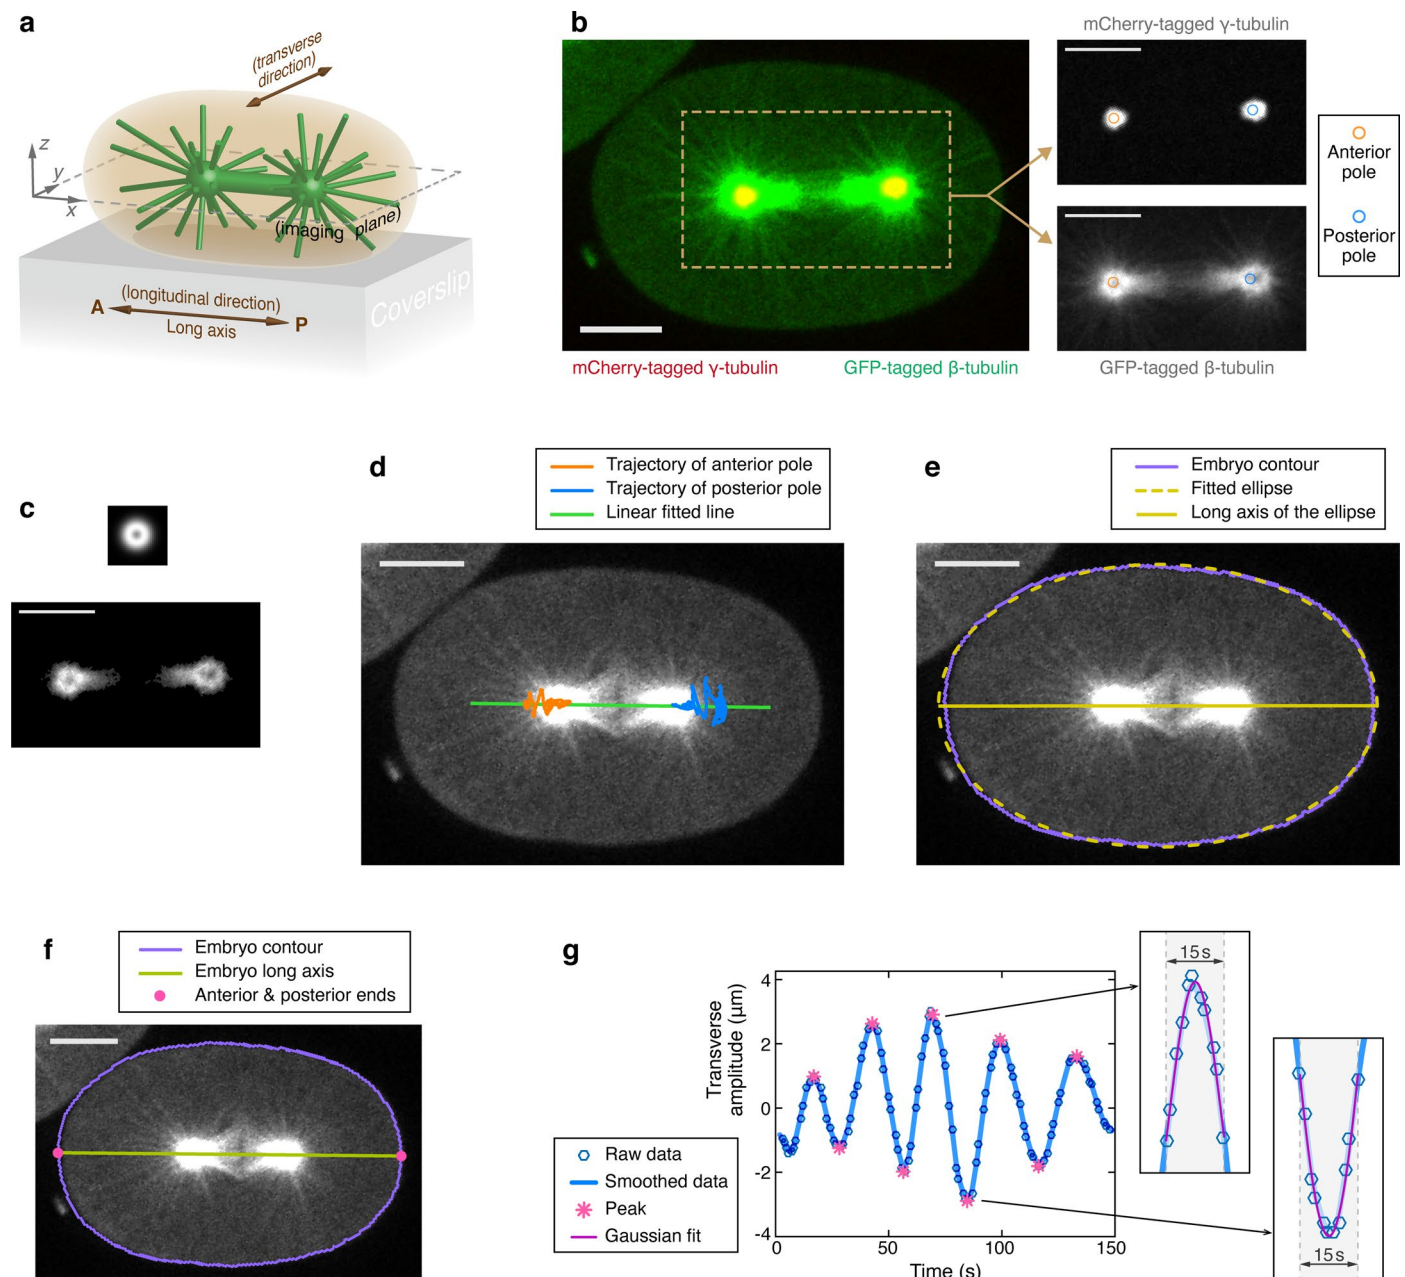 a
(transverse
direction)
z
y
x
(imaging plane)
(longitudinal direction)
A
P
Long axis
Coverslip
b
mCherry-tagged γ-tubulin
Anterior
pole
Posterior
pole
mCherry-tagged γ-tubulin
GFP-tagged β-tubulin
GFP-tagged β-tubulin
c
d
Trajectory of anterior pole
Trajectory of posterior pole
Linear fitted line
e
Embryo contour
Fitted ellipse
Long axis of the ellipse
f
Embryo contour
Embryo long axis
Anterior & posterior ends
g
Transverse
amplitude (μm)
4
2
0
-2
-4
0
50
100
150
Time (s)
15s
15s
Raw data
Smoothed data
Peak
Gaussian fit